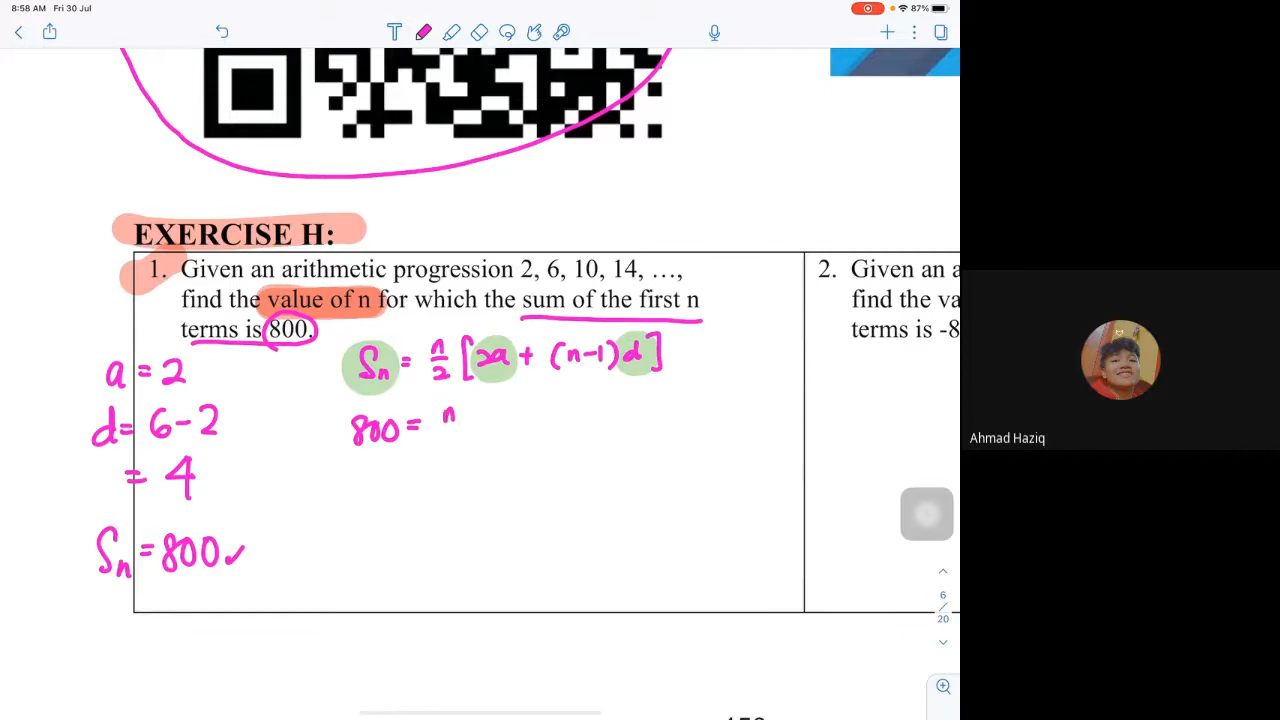 8:58 AM Fri 30 Jul
87%
T
EXERCISE H:
1. Given an arithmetic progression 2, 6, 10, 14, …,
find the value of n for which the sum of the first n
terms is 800.
2. Given an a
find the va
terms is -8
a = 2
d = 6 - 2
= 4
Sn = 800 ✓
Sn = n/2 [2a + (n-1)d]
800 = n
Ahmad Haziq
6
/
20